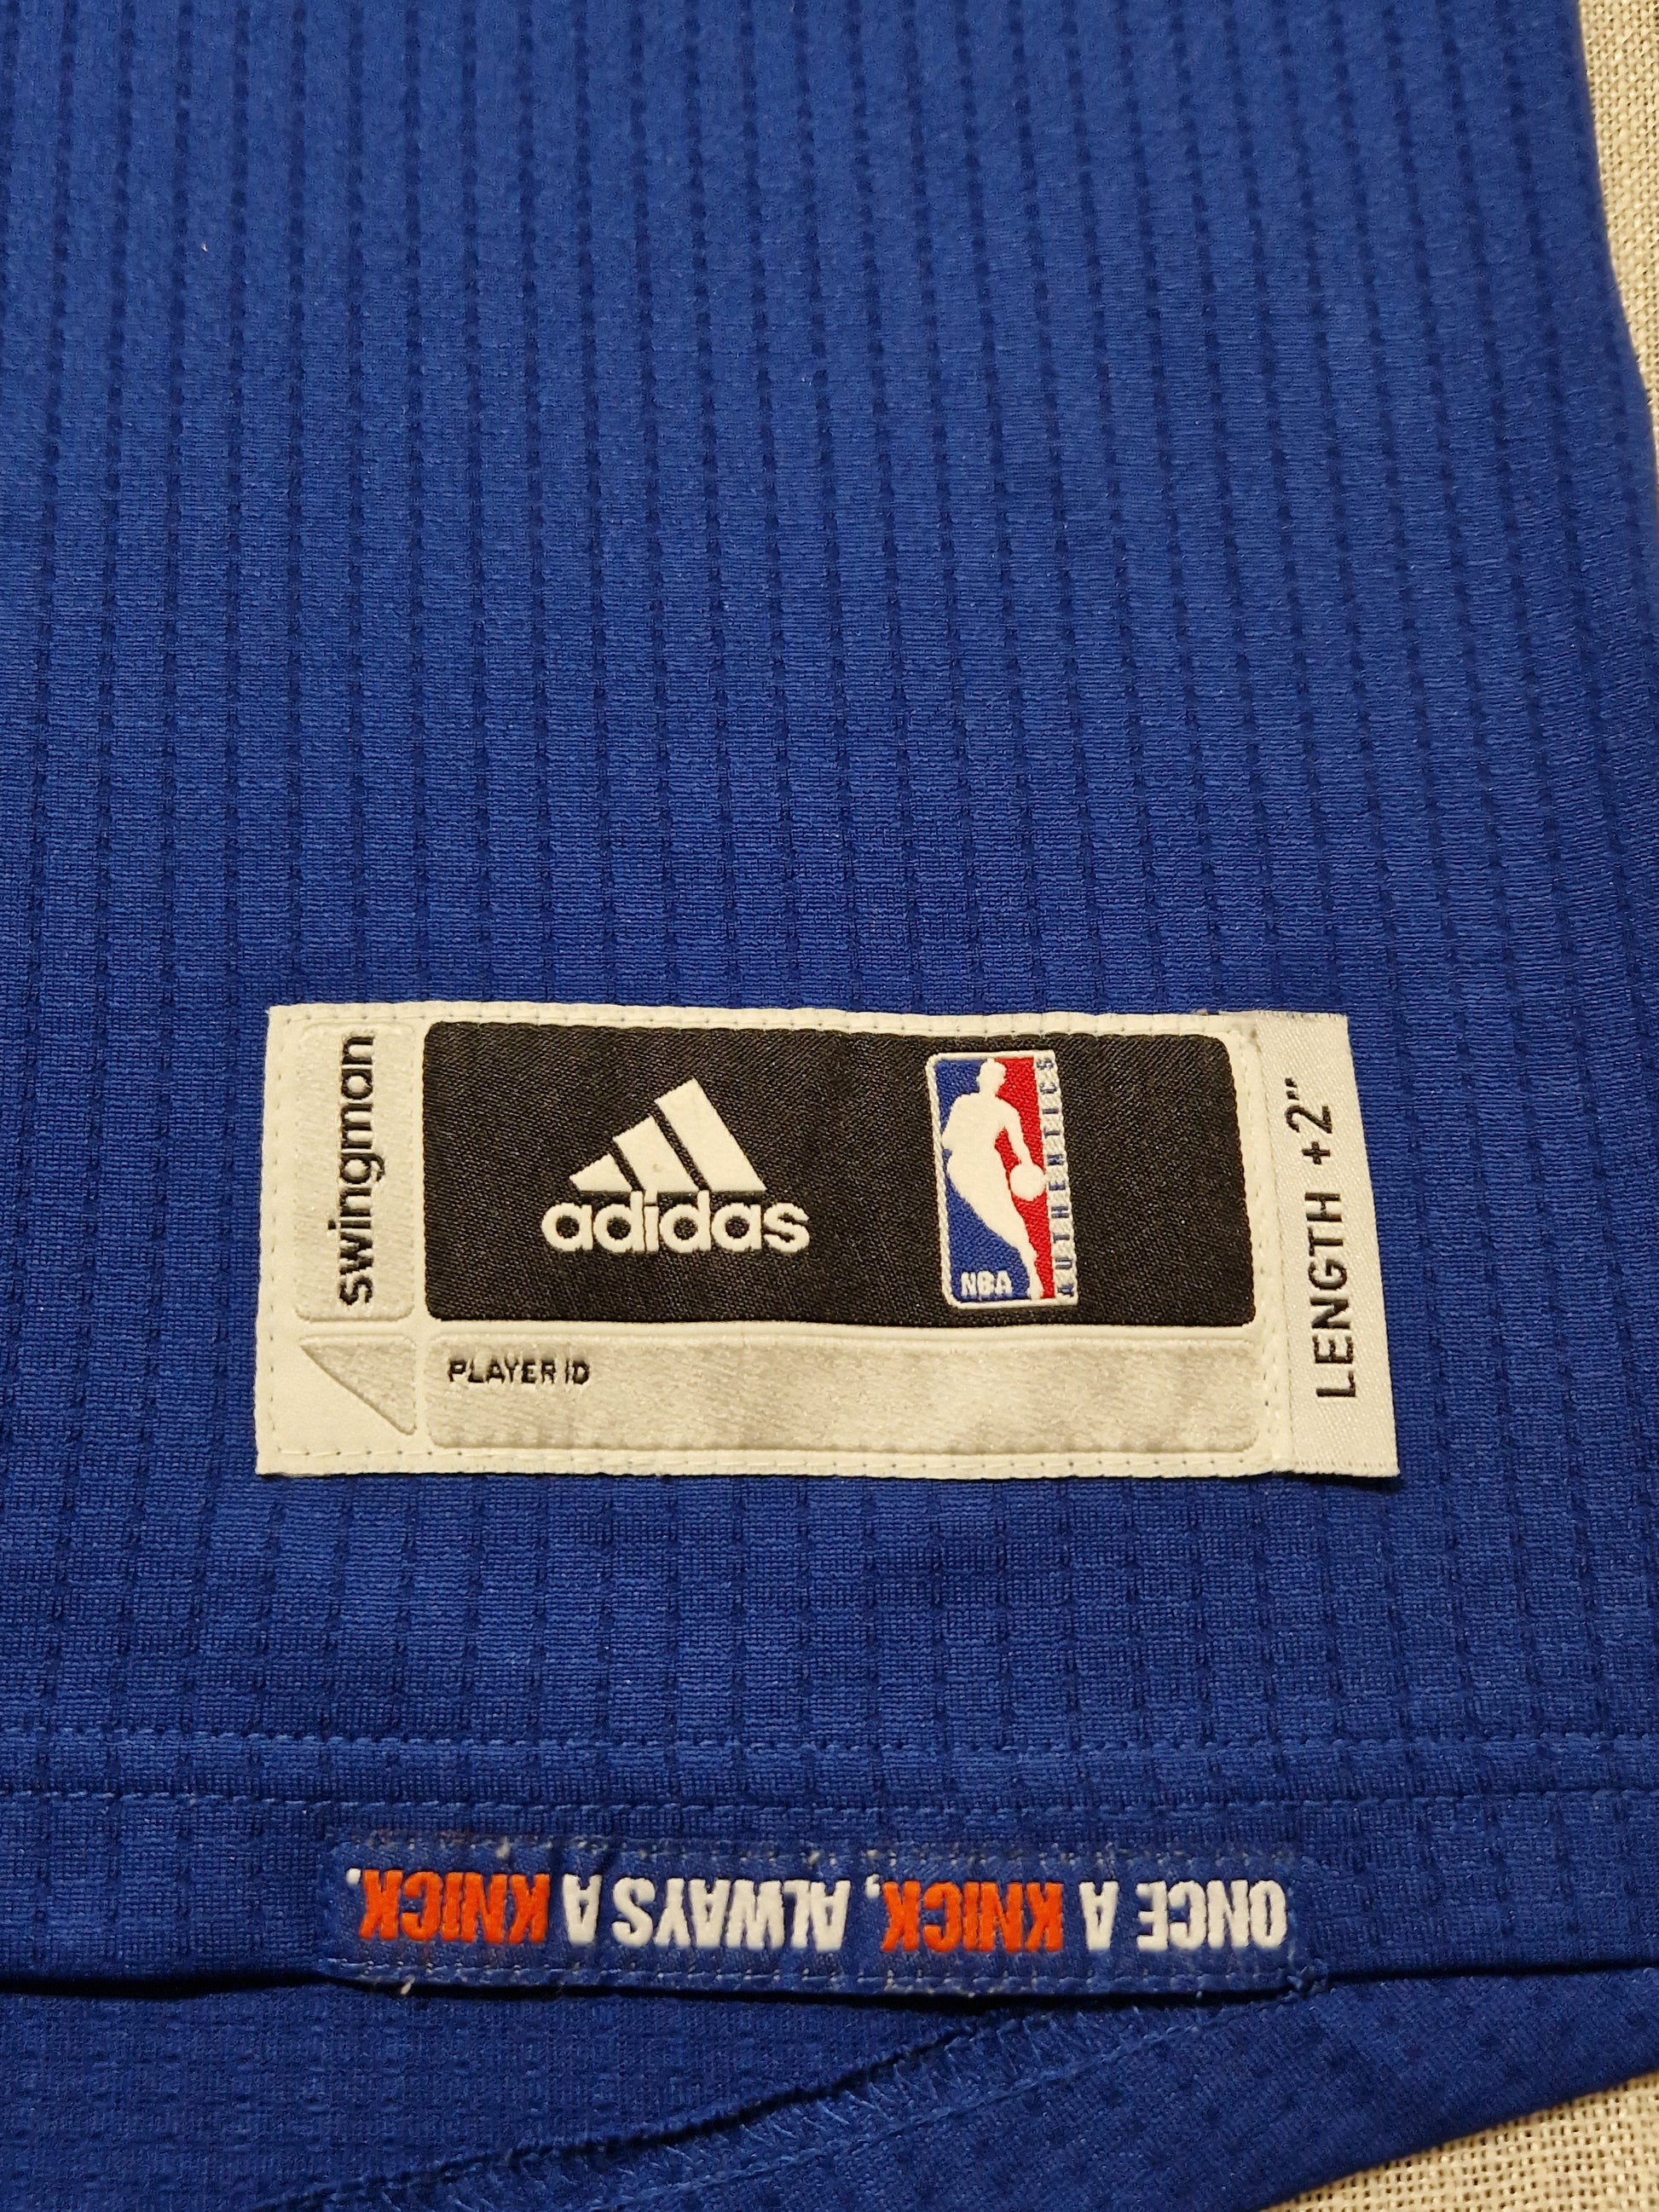 swingman
adidas
NBA
AUTHENTICS
LENGTH +2"
PLAYER ID
ONCE A KNICK, ALWAYS A KNICK.